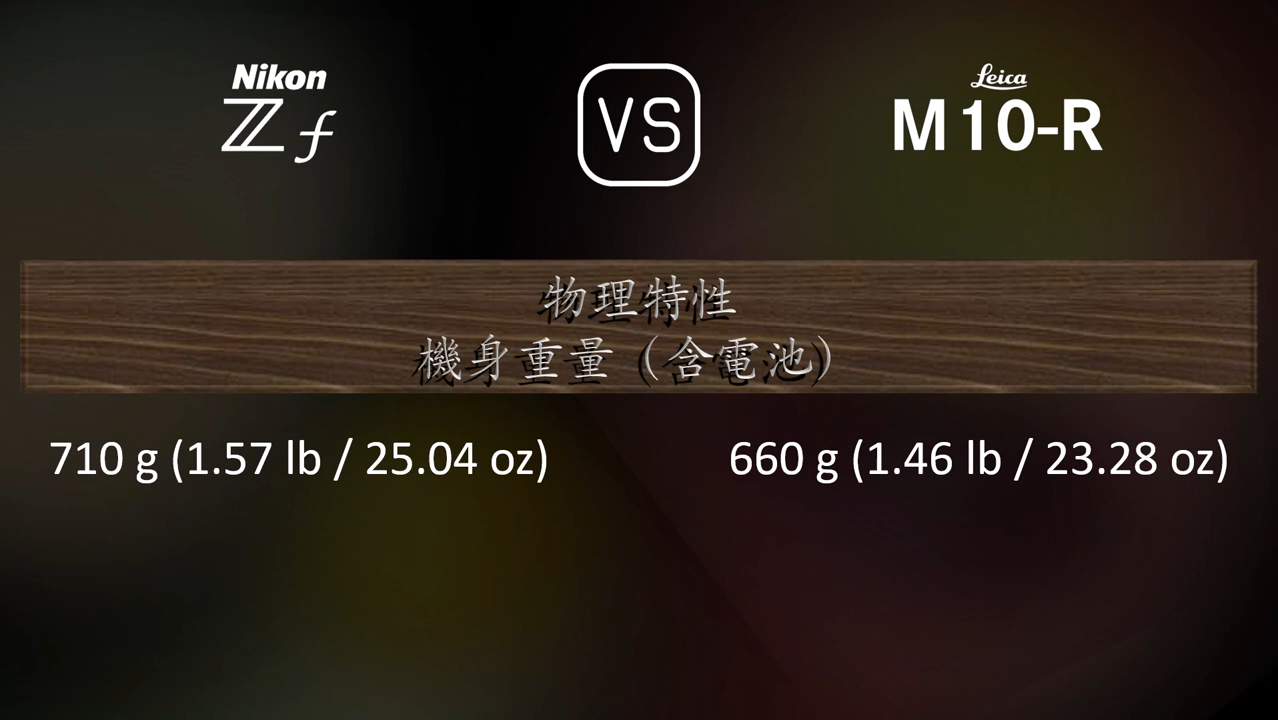 Nikon
Z f
VS
Leica
M10-R
物理特性
機身重量（含電池）
710 g (1.57 lb / 25.04 oz)
660 g (1.46 lb / 23.28 oz)